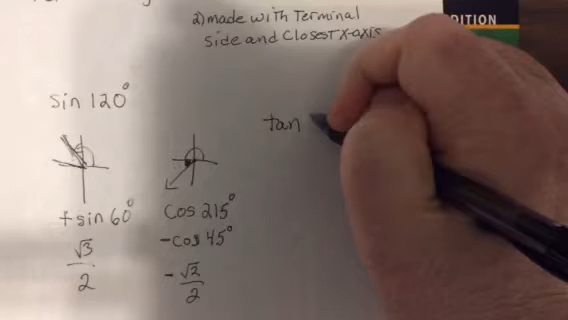 2) made with Terminal
side and Closest X-axis
DITION
sin 120°
tan
+ sin 60°
√3
2
Cos 215°
-cos 45°
- √2
2